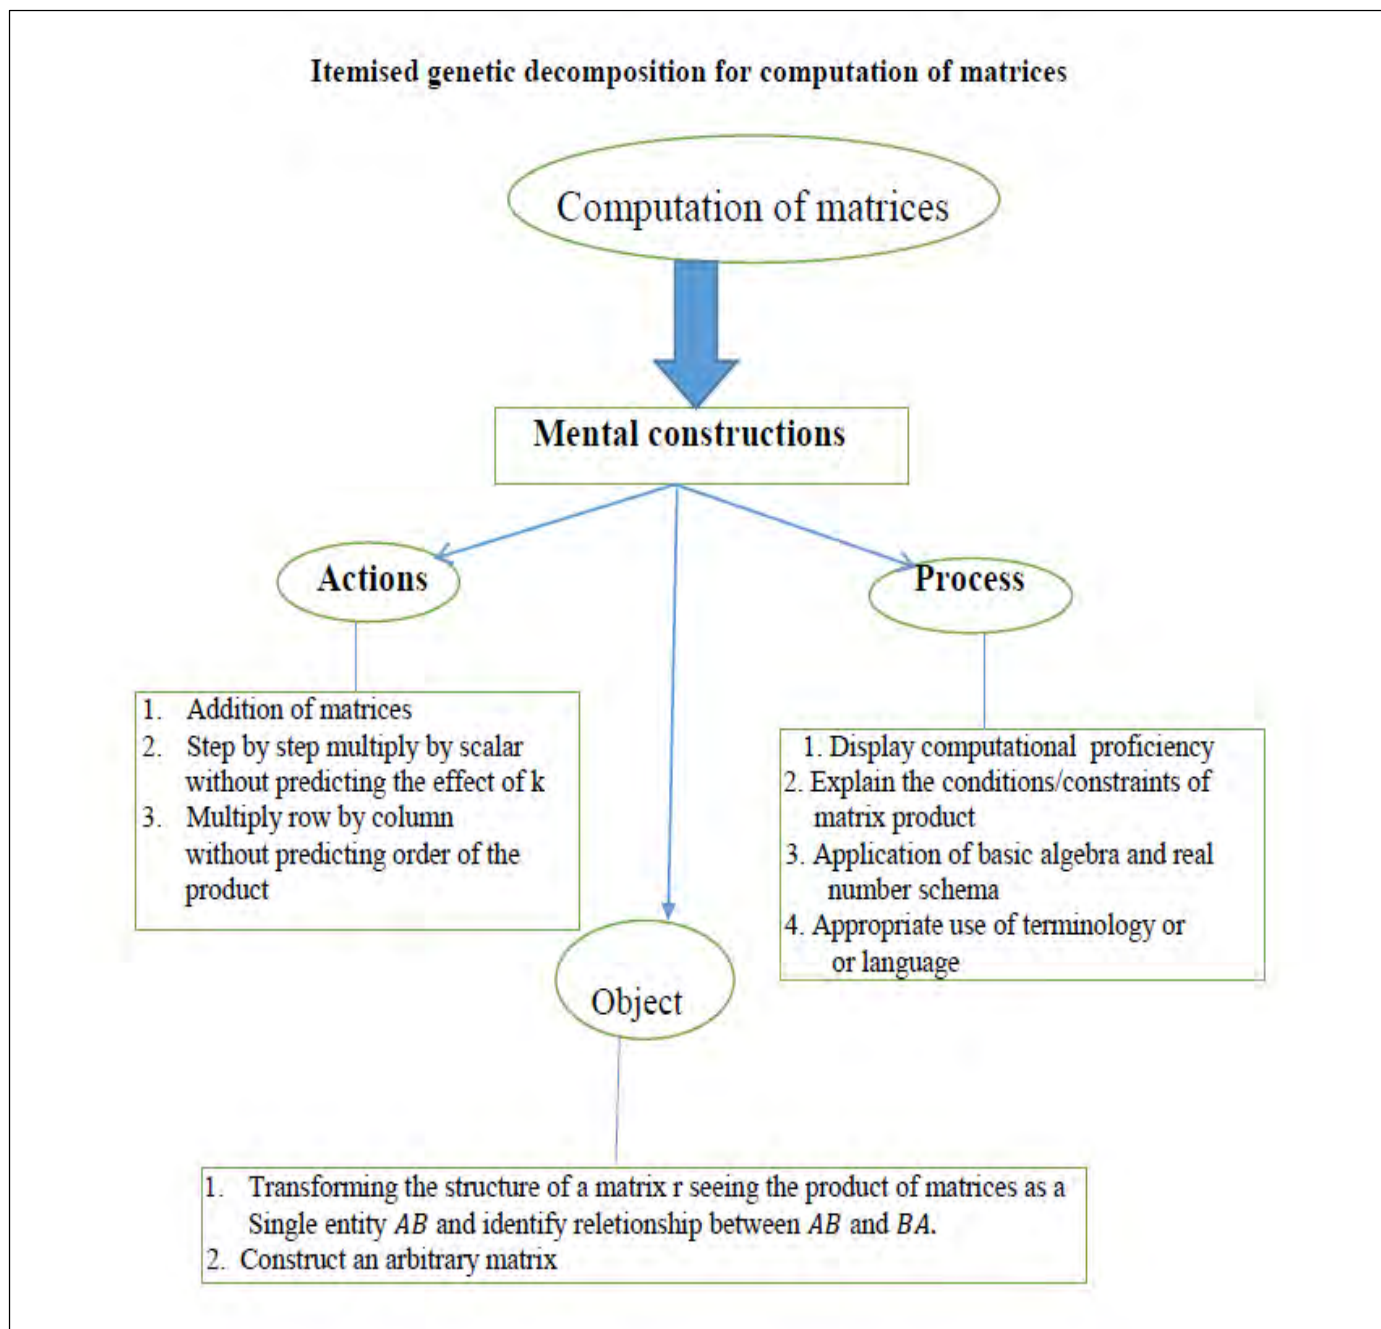 Itemised genetic decomposition for computation of matrices
Computation of matrices
Mental constructions
Actions
Process
1. Addition of matrices
2. Step by step multiply by scalar
without predicting the effect of k
3. Multiply row by column
without predicting order of the
product
1. Display computational proficiency
2. Explain the conditions/constraints of
matrix product
3. Application of basic algebra and real
number schema
4. Appropriate use of terminology or
or language
Object
1. Transforming the structure of a matrix r seeing the product of matrices as a
Single entity AB and identify reletionship between AB and BA.
2. Construct an arbitrary matrix